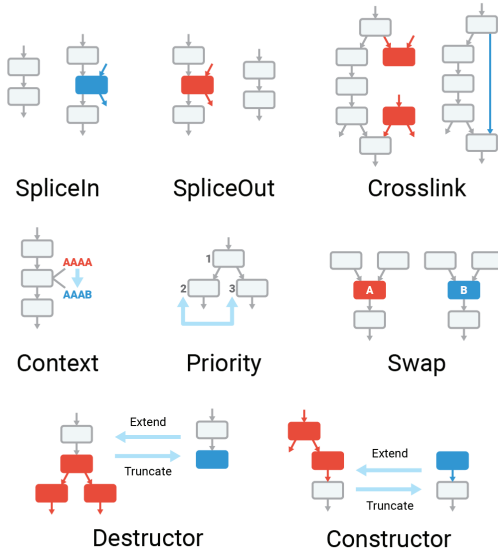 SpliceIn
SpliceOut
Crosslink
AAAA
AAAB
Context
1
2
3
Priority
A
B
Swap
Extend
Truncate
Destructor
Extend
Truncate
Constructor